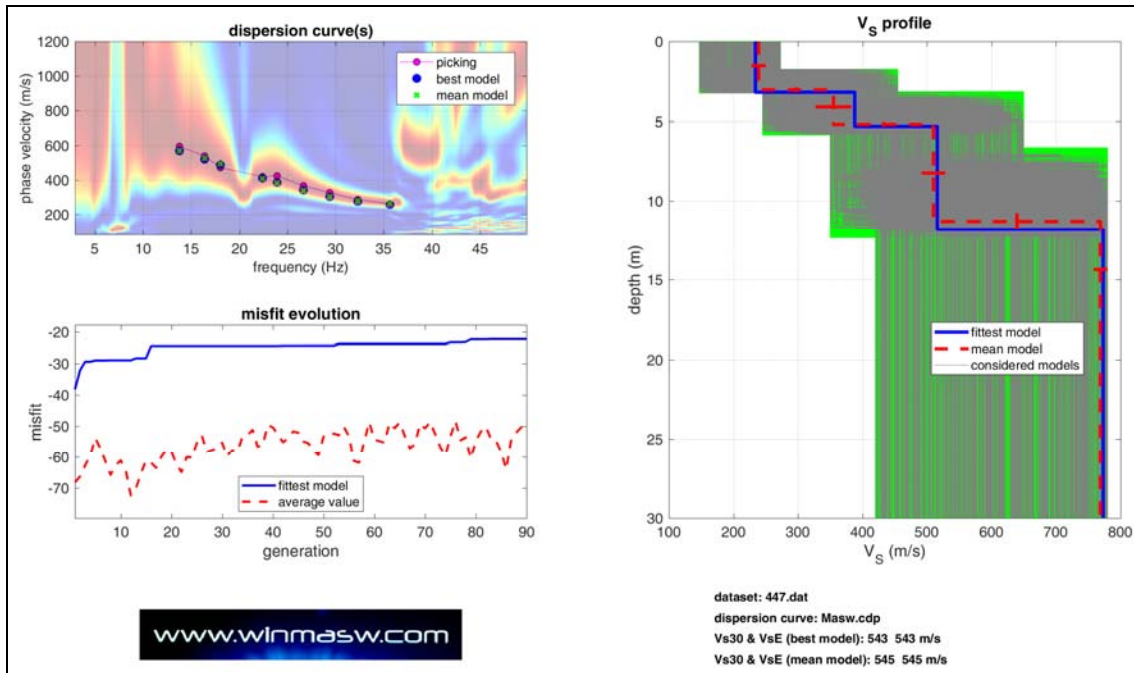 dispersion curve(s)
1200
1000
800
600
400
200
phase velocity (m/s)
picking
best model
mean model
5 10 15 20 25 30 35 40 45
frequency (Hz)
misfit evolution
-20
-30
-40
-50
-60
-70
misfit
fittest model
average value
10 20 30 40 50 60 70 80 90
generation
www.winmasw.com
VS profile
0
5
10
15
20
25
30
depth (m)
fittest model
mean model
considered models
100 200 300 400 500 600 700 800
VS (m/s)
dataset: 447.dat
dispersion curve: Masw.cdp
Vs30 & VsE (best model): 543 543 m/s
Vs30 & VsE (mean model): 545 545 m/s